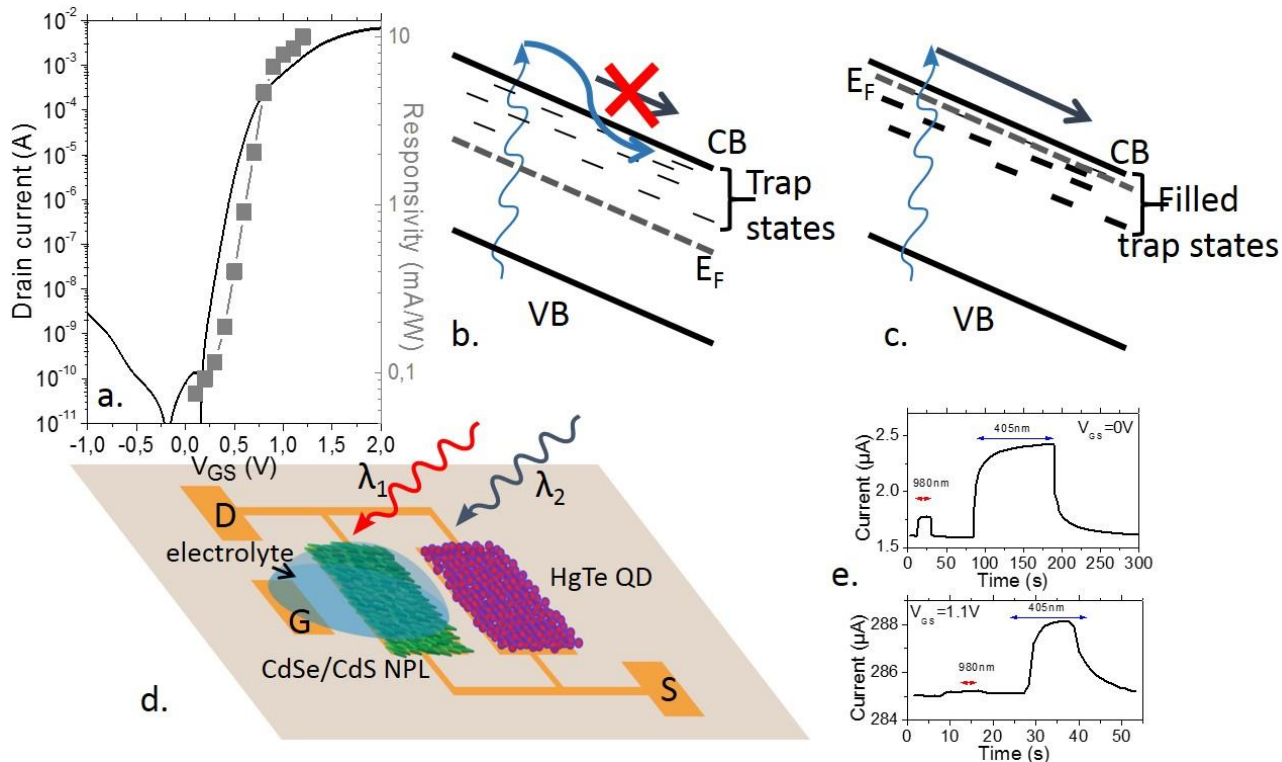 10⁻²
10⁻³
10⁻⁴
10⁻⁵
10⁻⁶
10⁻⁷
10⁻⁸
10⁻⁹
10⁻¹⁰
10⁻¹¹
Drain current (A)
-1,0 -0,5 0,0 0,5 1,0 1,5 2,0
V_GS (V)
10
1
0,1
Responsivity (mA/W)
a.
CB
Trap
states
E_F
VB
b.
E_F
CB
Filled
trap states
VB
c.
λ₁
λ₂
D
electrolyte
G
HgTe QD
CdSe/CdS NPL
S
d.
405nm
V_GS=0V
980nm
2.5
2.0
1.5
Current (µA)
0 50 100 150 200 250 300
Time (s)
e.
V_GS=1.1V
405nm
980nm
288
286
284
Current (µA)
0 10 20 30 40 50
Time (s)